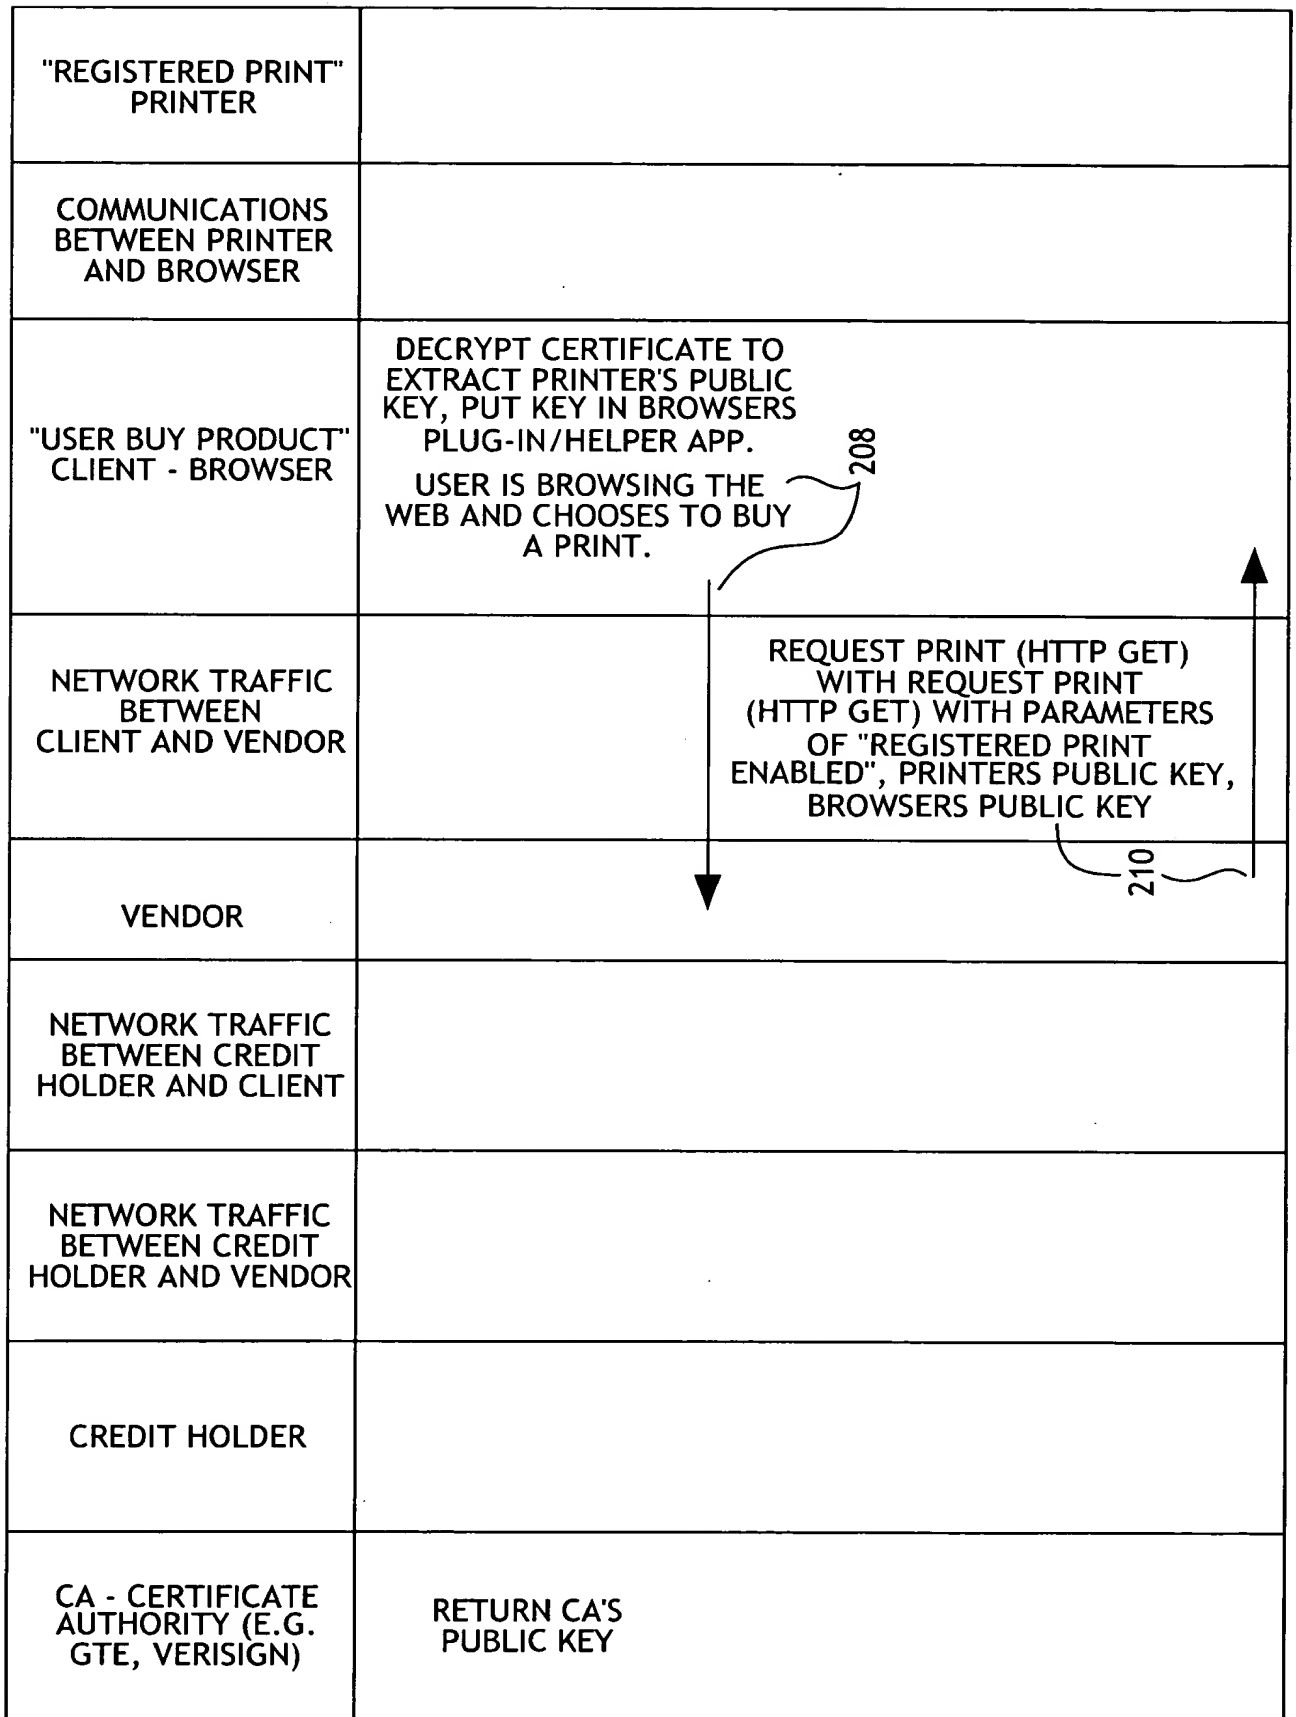 "REGISTERED PRINT"
PRINTER
COMMUNICATIONS
BETWEEN PRINTER
AND BROWSER
"USER BUY PRODUCT"
CLIENT - BROWSER
DECRYPT CERTIFICATE TO
EXTRACT PRINTER'S PUBLIC
KEY, PUT KEY IN BROWSERS
PLUG-IN/HELPER APP.
USER IS BROWSING THE
WEB AND CHOOSES TO BUY
A PRINT.
208
NETWORK TRAFFIC
BETWEEN
CLIENT AND VENDOR
REQUEST PRINT (HTTP GET)
WITH REQUEST PRINT
(HTTP GET) WITH PARAMETERS
OF "REGISTERED PRINT
ENABLED", PRINTERS PUBLIC KEY,
BROWSERS PUBLIC KEY
210
VENDOR
NETWORK TRAFFIC
BETWEEN CREDIT
HOLDER AND CLIENT
NETWORK TRAFFIC
BETWEEN CREDIT
HOLDER AND VENDOR
CREDIT HOLDER
CA - CERTIFICATE
AUTHORITY (E.G.
GTE, VERISIGN)
RETURN CA'S
PUBLIC KEY